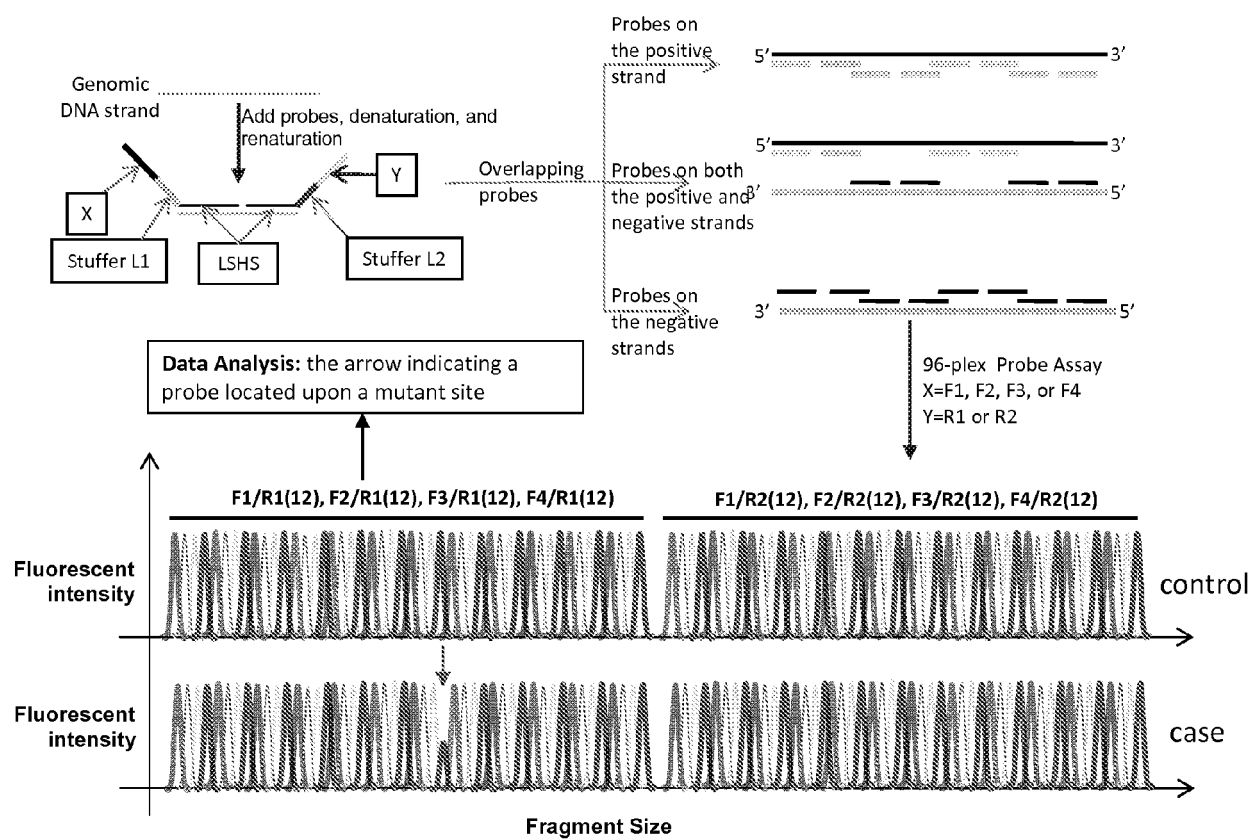 Genomic
DNA strand
Add probes, denaturation, and
renaturation
X
Y
Stuffer L1
LSHS
Stuffer L2
Overlapping
probes
Probes on
the positive
strand
5’
3’
Probes on both
the positive and
negative strands
5’
3’
3’
5’
Probes on
the negative
strands
3’
5’
96-plex Probe Assay
X=F1, F2, F3, or F4
Y=R1 or R2
Data Analysis: the arrow indicating a
probe located upon a mutant site
F1/R1(12), F2/R1(12), F3/R1(12), F4/R1(12)
F1/R2(12), F2/R2(12), F3/R2(12), F4/R2(12)
Fluorescent
intensity
control
Fluorescent
intensity
case
Fragment Size